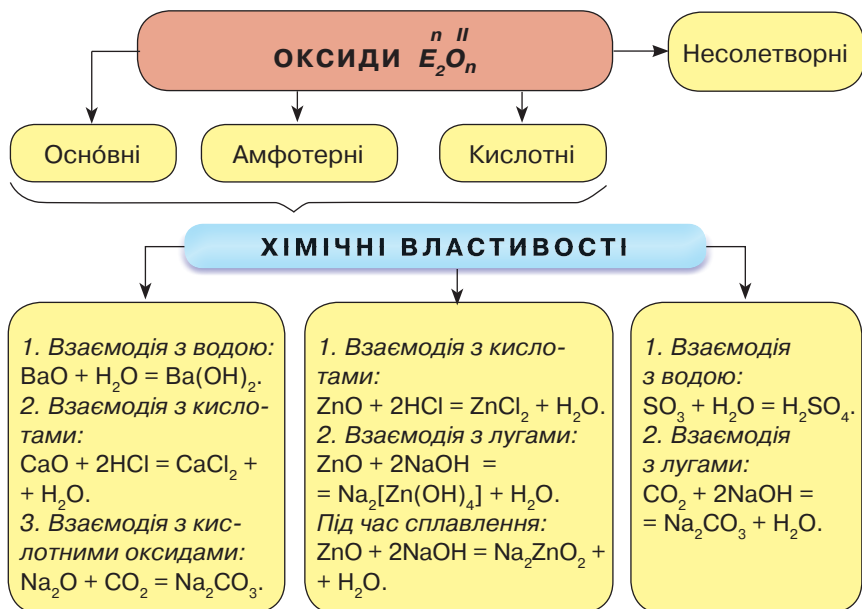 ОКСИДИ E₂ⁿOₙᴵᴵ
Несолетворні
Осно́вні
Амфотерні
Кислотні
ХІМІЧНІ ВЛАСТИВОСТІ
1. Взаємодія з водою:
BaO + H₂O = Ba(OH)₂.
2. Взаємодія з кисло-
тами:
CaO + 2HCl = CaCl₂ +
+ H₂O.
3. Взаємодія з кис-
лотними оксидами:
Na₂O + CO₂ = Na₂CO₃.
1. Взаємодія з кисло-
тами:
ZnO + 2HCl = ZnCl₂ + H₂O.
2. Взаємодія з лугами:
ZnO + 2NaOH =
= Na₂[Zn(OH)₄] + H₂O.
Під час сплавлення:
ZnO + 2NaOH = Na₂ZnO₂ +
+ H₂O.
1. Взаємодія
з водою:
SO₃ + H₂O = H₂SO₄.
2. Взаємодія
з лугами:
CO₂ + 2NaOH =
= Na₂CO₃ + H₂O.